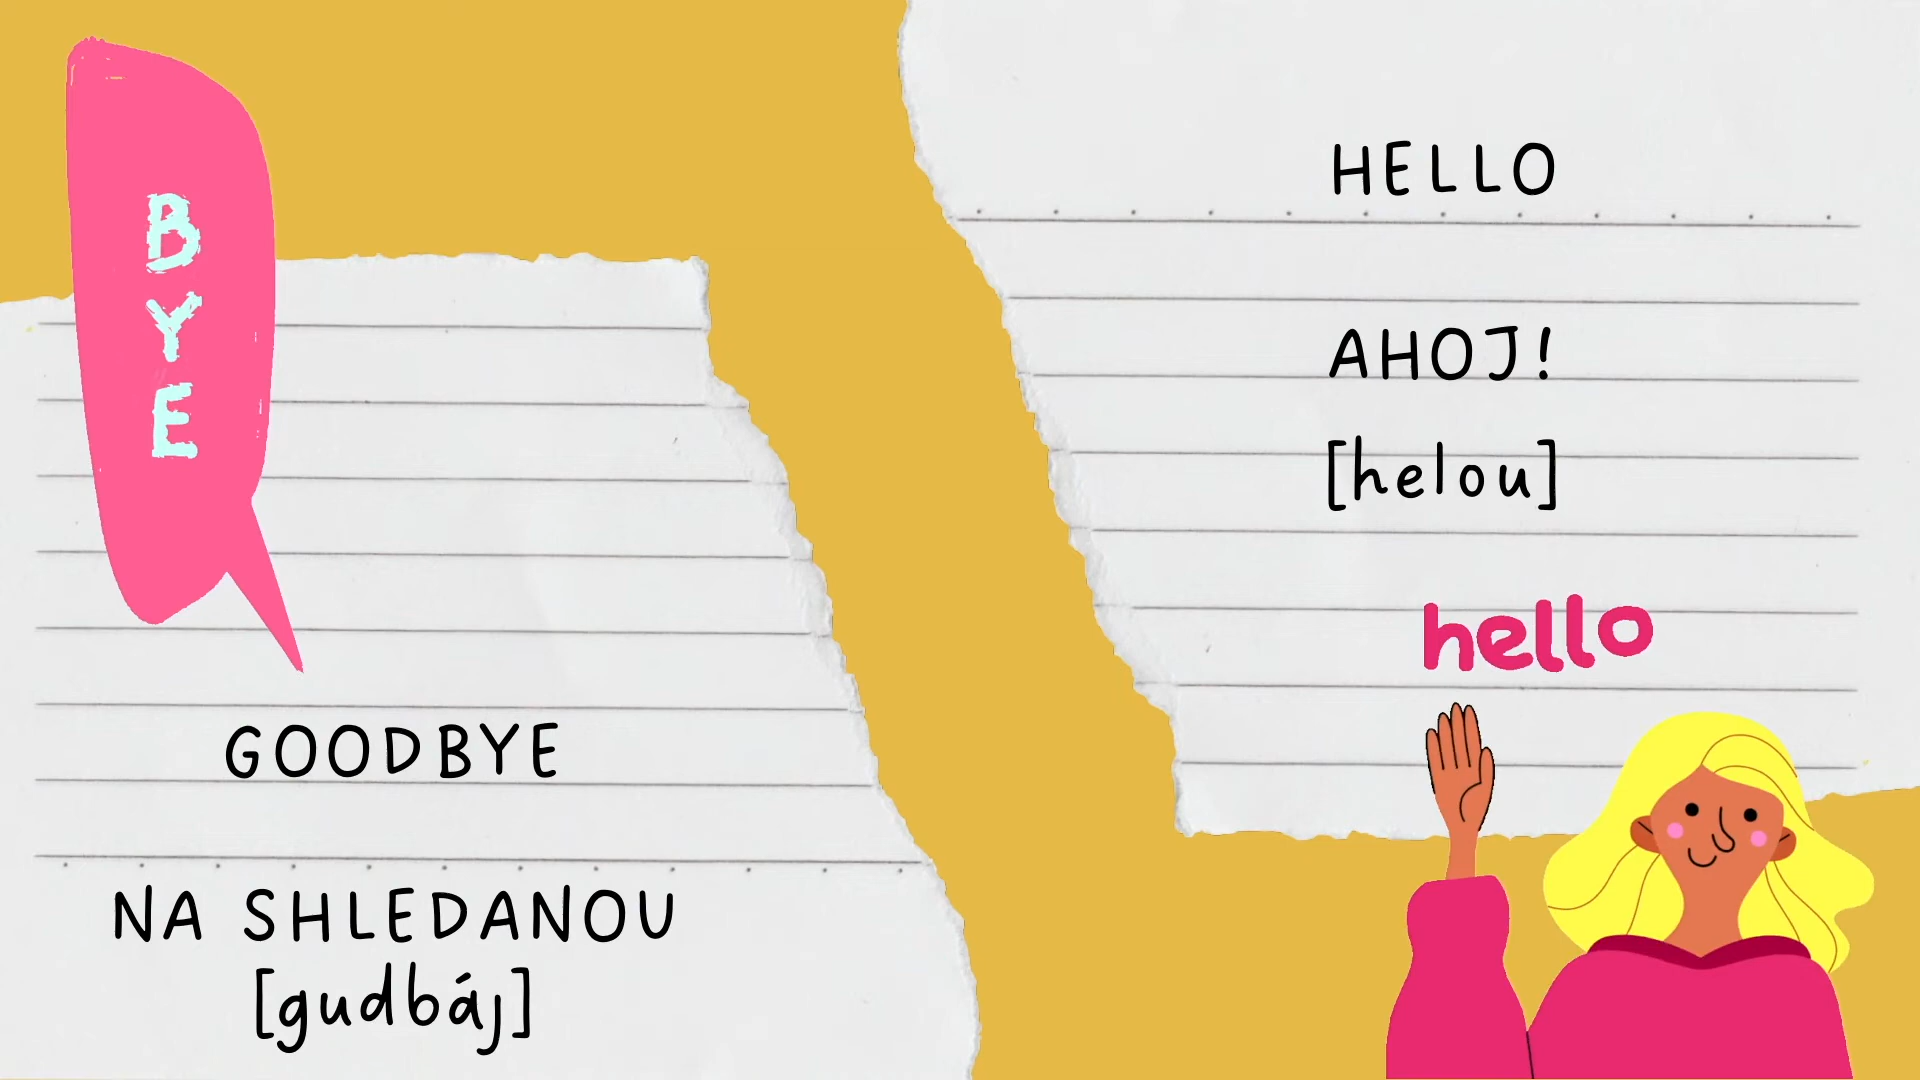 BYE
GOODBYE
NA SHLEDANOU
[gudbáj]
HELLO
AHOJ!
[helou]
hello